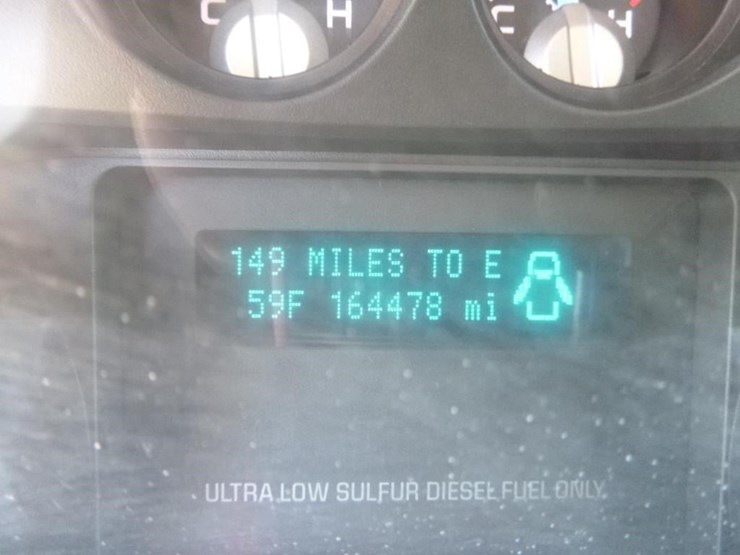 C H C H
149 MILES TO E
59F 164478 mi
ULTRA LOW SULFUR DIESEL FUEL ONLY